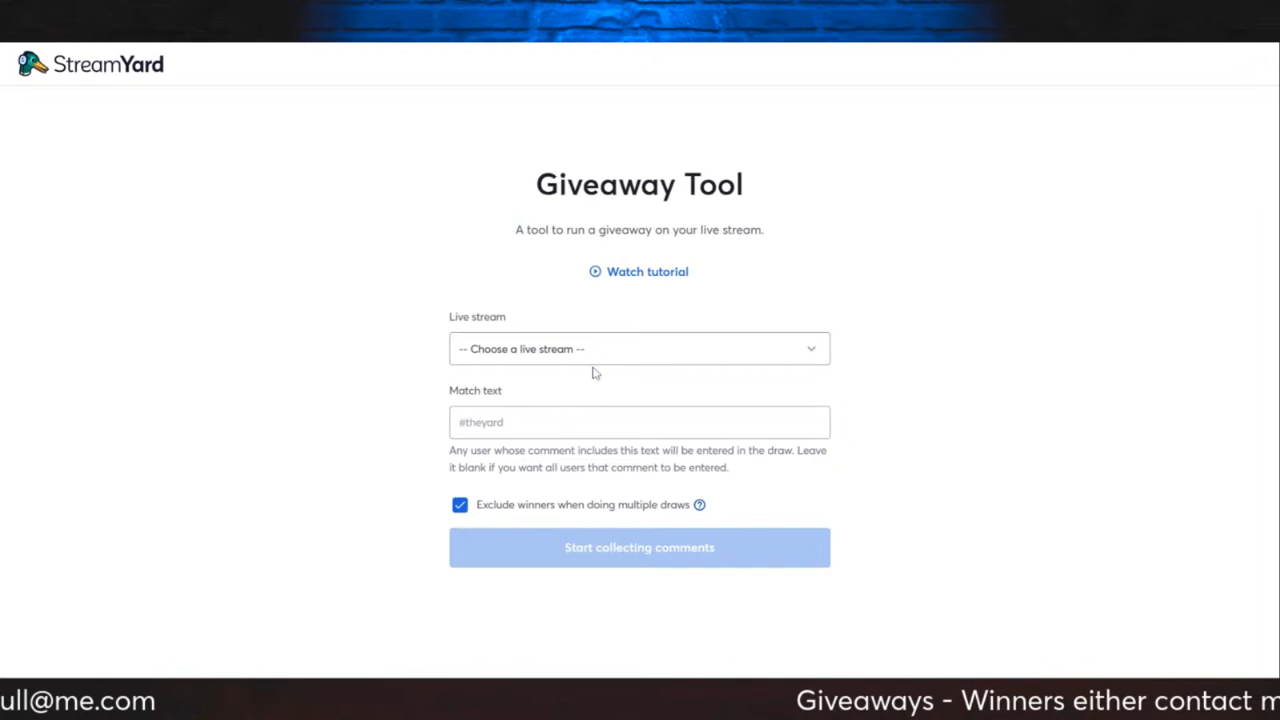 StreamYard
Giveaway Tool
A tool to run a giveaway on your live stream.
Watch tutorial
Live stream
-- Choose a live stream --
Match text
#theyard
Any user whose comment includes this text will be entered in the draw. Leave
it blank if you want all users that comment to be entered.
Exclude winners when doing multiple draws
Start collecting comments
ull@me.com
Giveaways - Winners either contact m